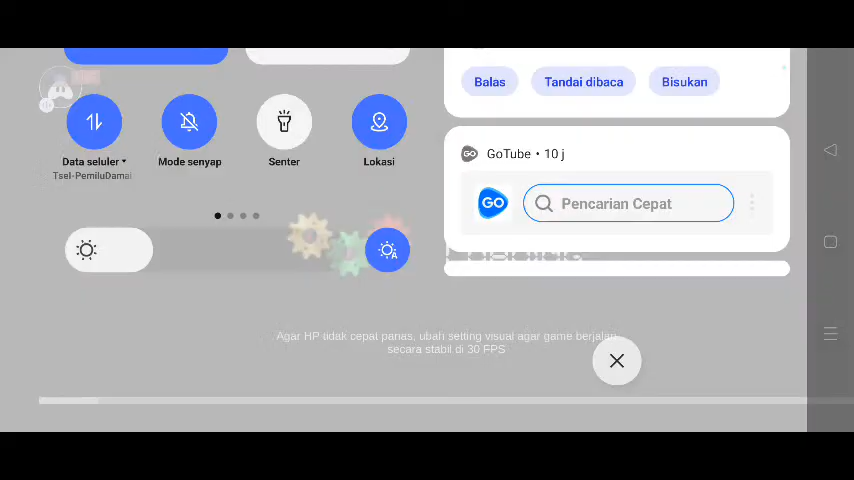 Balas
Tandai dibaca
Bisukan
Data seluler
Mode senyap
Senter
Lokasi
Tsel-PemiluDamai
GO
GoTube • 10 j
GO
Pencarian Cepat
A
Agar HP tidak cepat panas, ubah setting visual agar game berjalan
secara stabil di 30 FPS